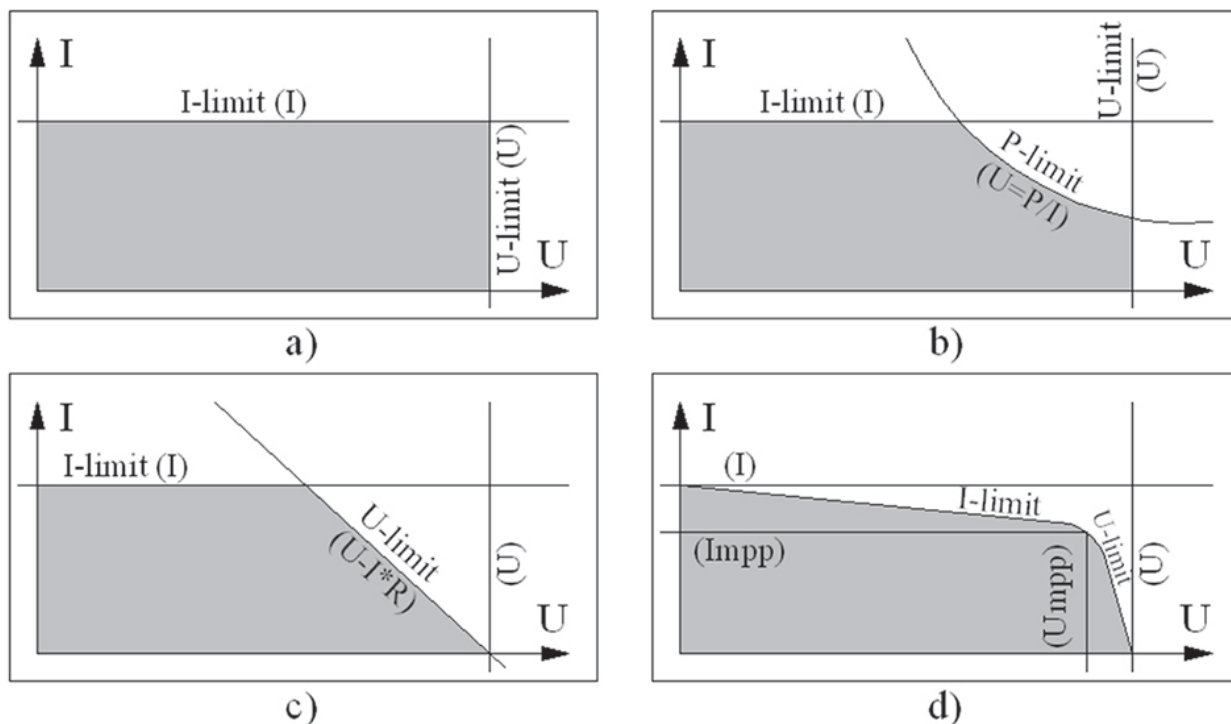 I
I-limit (I)
U-limit (U)
U
a)
I
I-limit (I)
P-limit
(U=P/I)
U-limit
(U)
U
b)
I
I-limit (I)
U-limit
(U-I*R)
(U)
U
c)
I
(I)
I-limit
U-limit
(Impp)
(Umpp)
(U)
U
d)